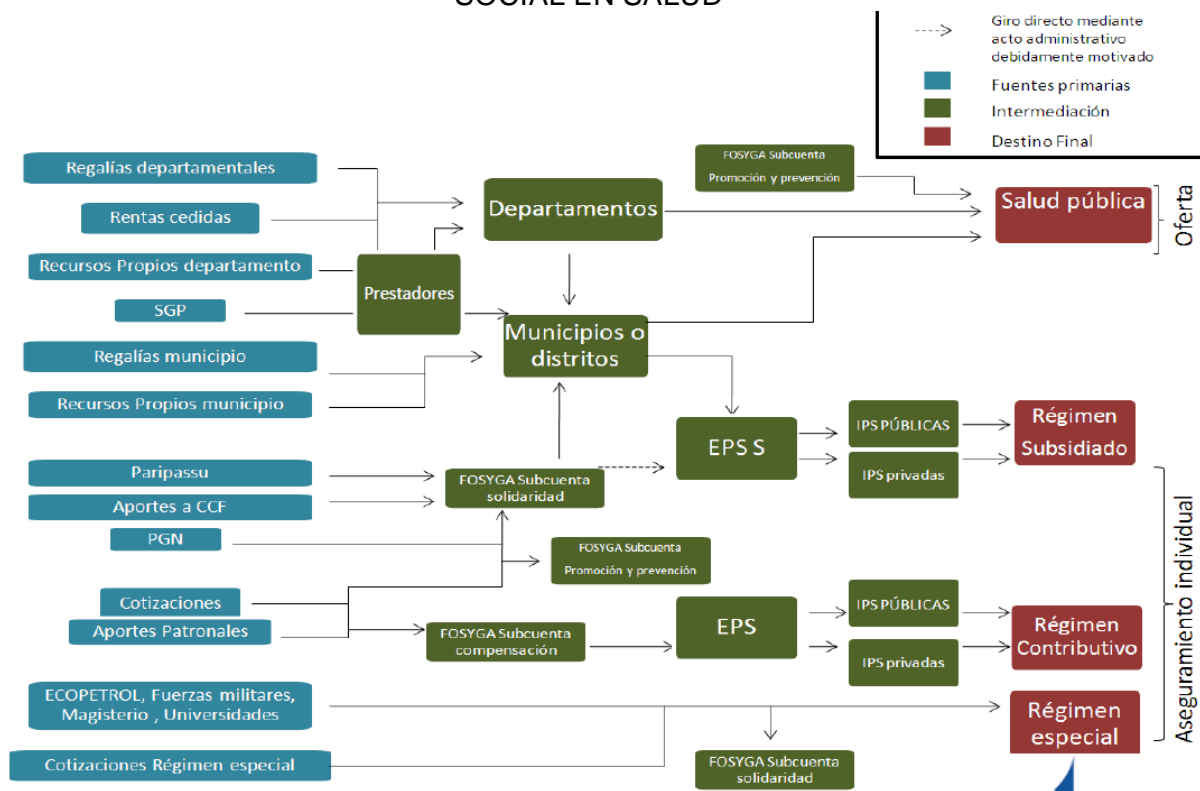 SOCIAL EN SALUD
Giro directo mediante
acto administrativo
debidamente motivado
Fuentes primarias
Intermediación
Destino Final
Regalías departamentales
Rentas cedidas
Recursos Propios departamento
SGP
Regalías municipio
Recursos Propios municipio
Paripassu
Aportes a CCF
PGN
Cotizaciones
Aportes Patronales
ECOPETROL, Fuerzas militares,
Magisterio , Universidades
Cotizaciones Régimen especial
Prestadores
Departamentos
Municipios o
distritos
FOSYGA Subcuenta
solidaridad
FOSYGA Subcuenta
Promoción y prevención
FOSYGA Subcuenta
compensación
FOSYGA Subcuenta
Promoción y prevención
EPS S
EPS
FOSYGA Subcuenta
solidaridad
IPS PÚBLICAS
IPS privadas
IPS PÚBLICAS
IPS privadas
Salud pública
Régimen
Subsidiado
Régimen
Contributivo
Régimen
especial
Oferta
Aseguramiento individual